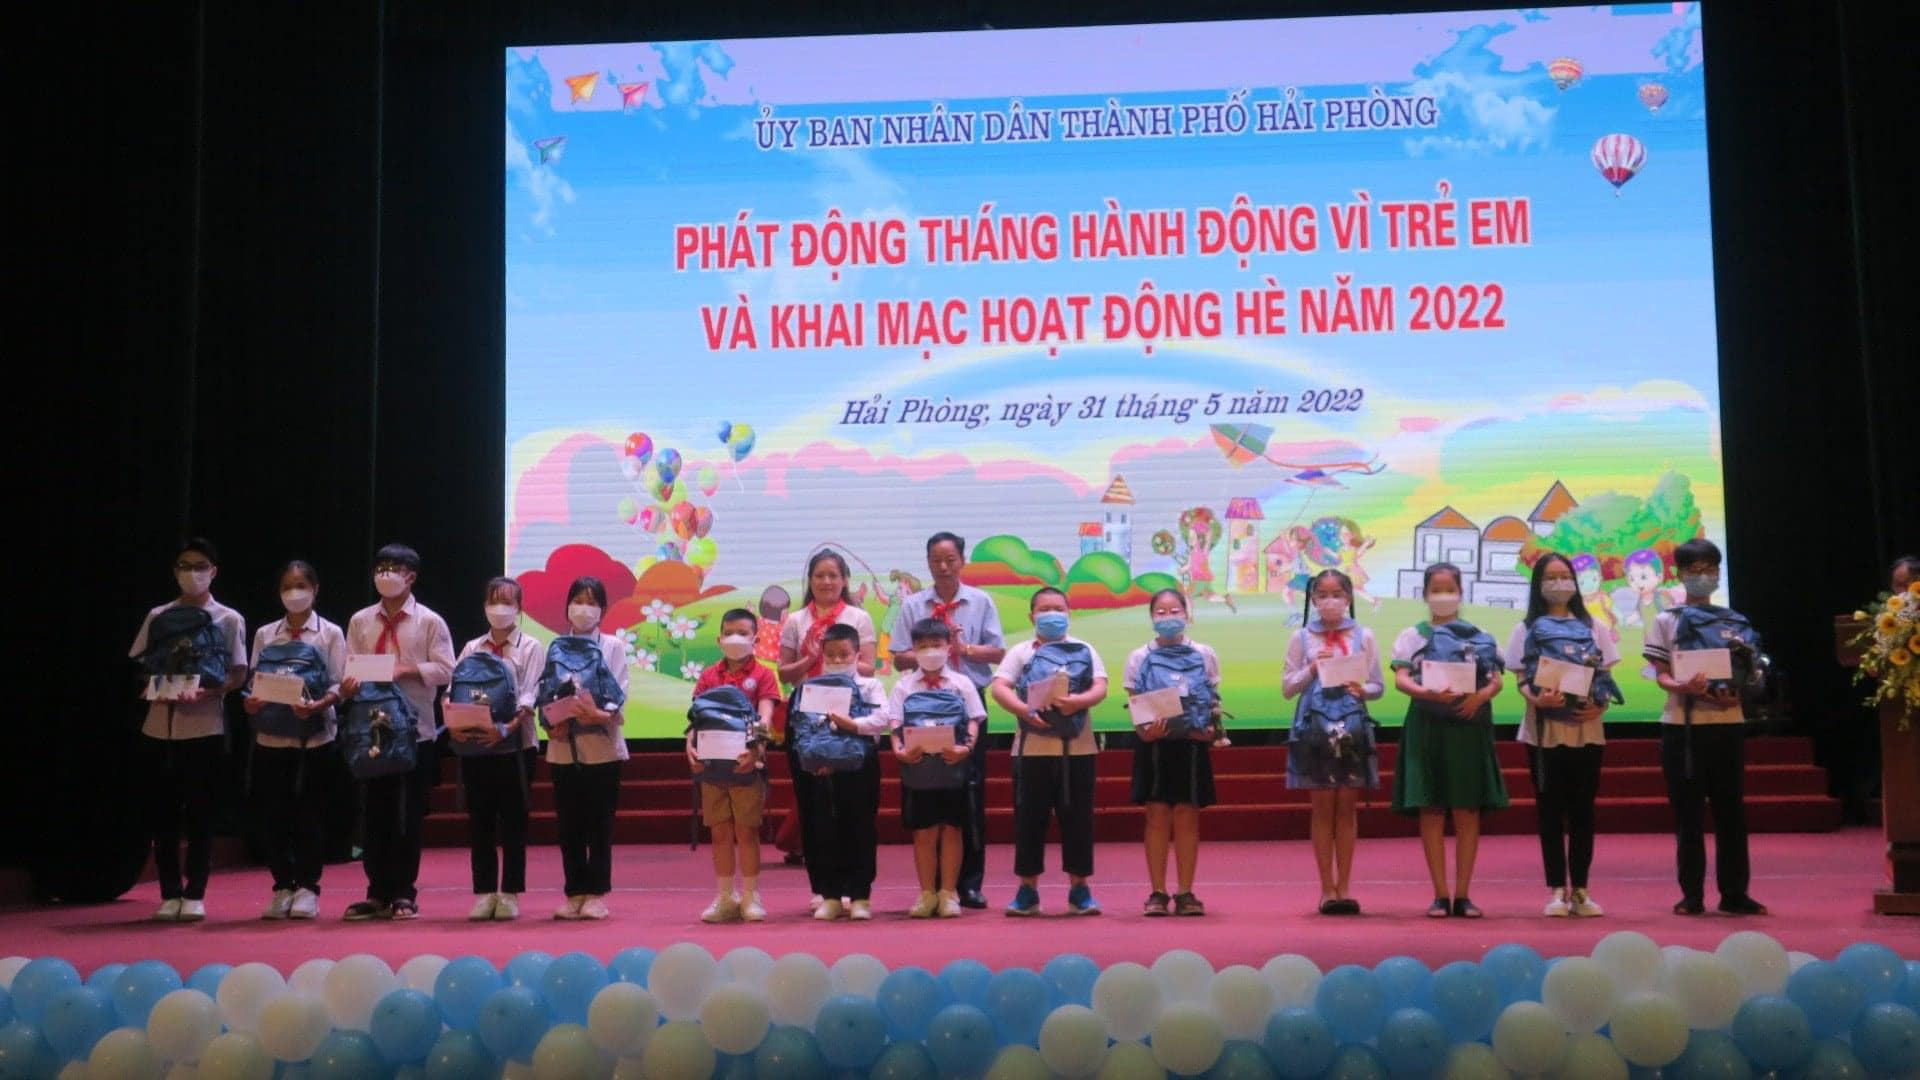 ỦY BAN NHÂN DÂN THÀNH PHỐ HẢI PHÒNG
PHÁT ĐỘNG THÁNG HÀNH ĐỘNG VÌ TRẺ EM
VÀ KHAI MẠC HOẠT ĐỘNG HÈ NĂM 2022
Hải Phòng, ngày 31 tháng 5 năm 2022